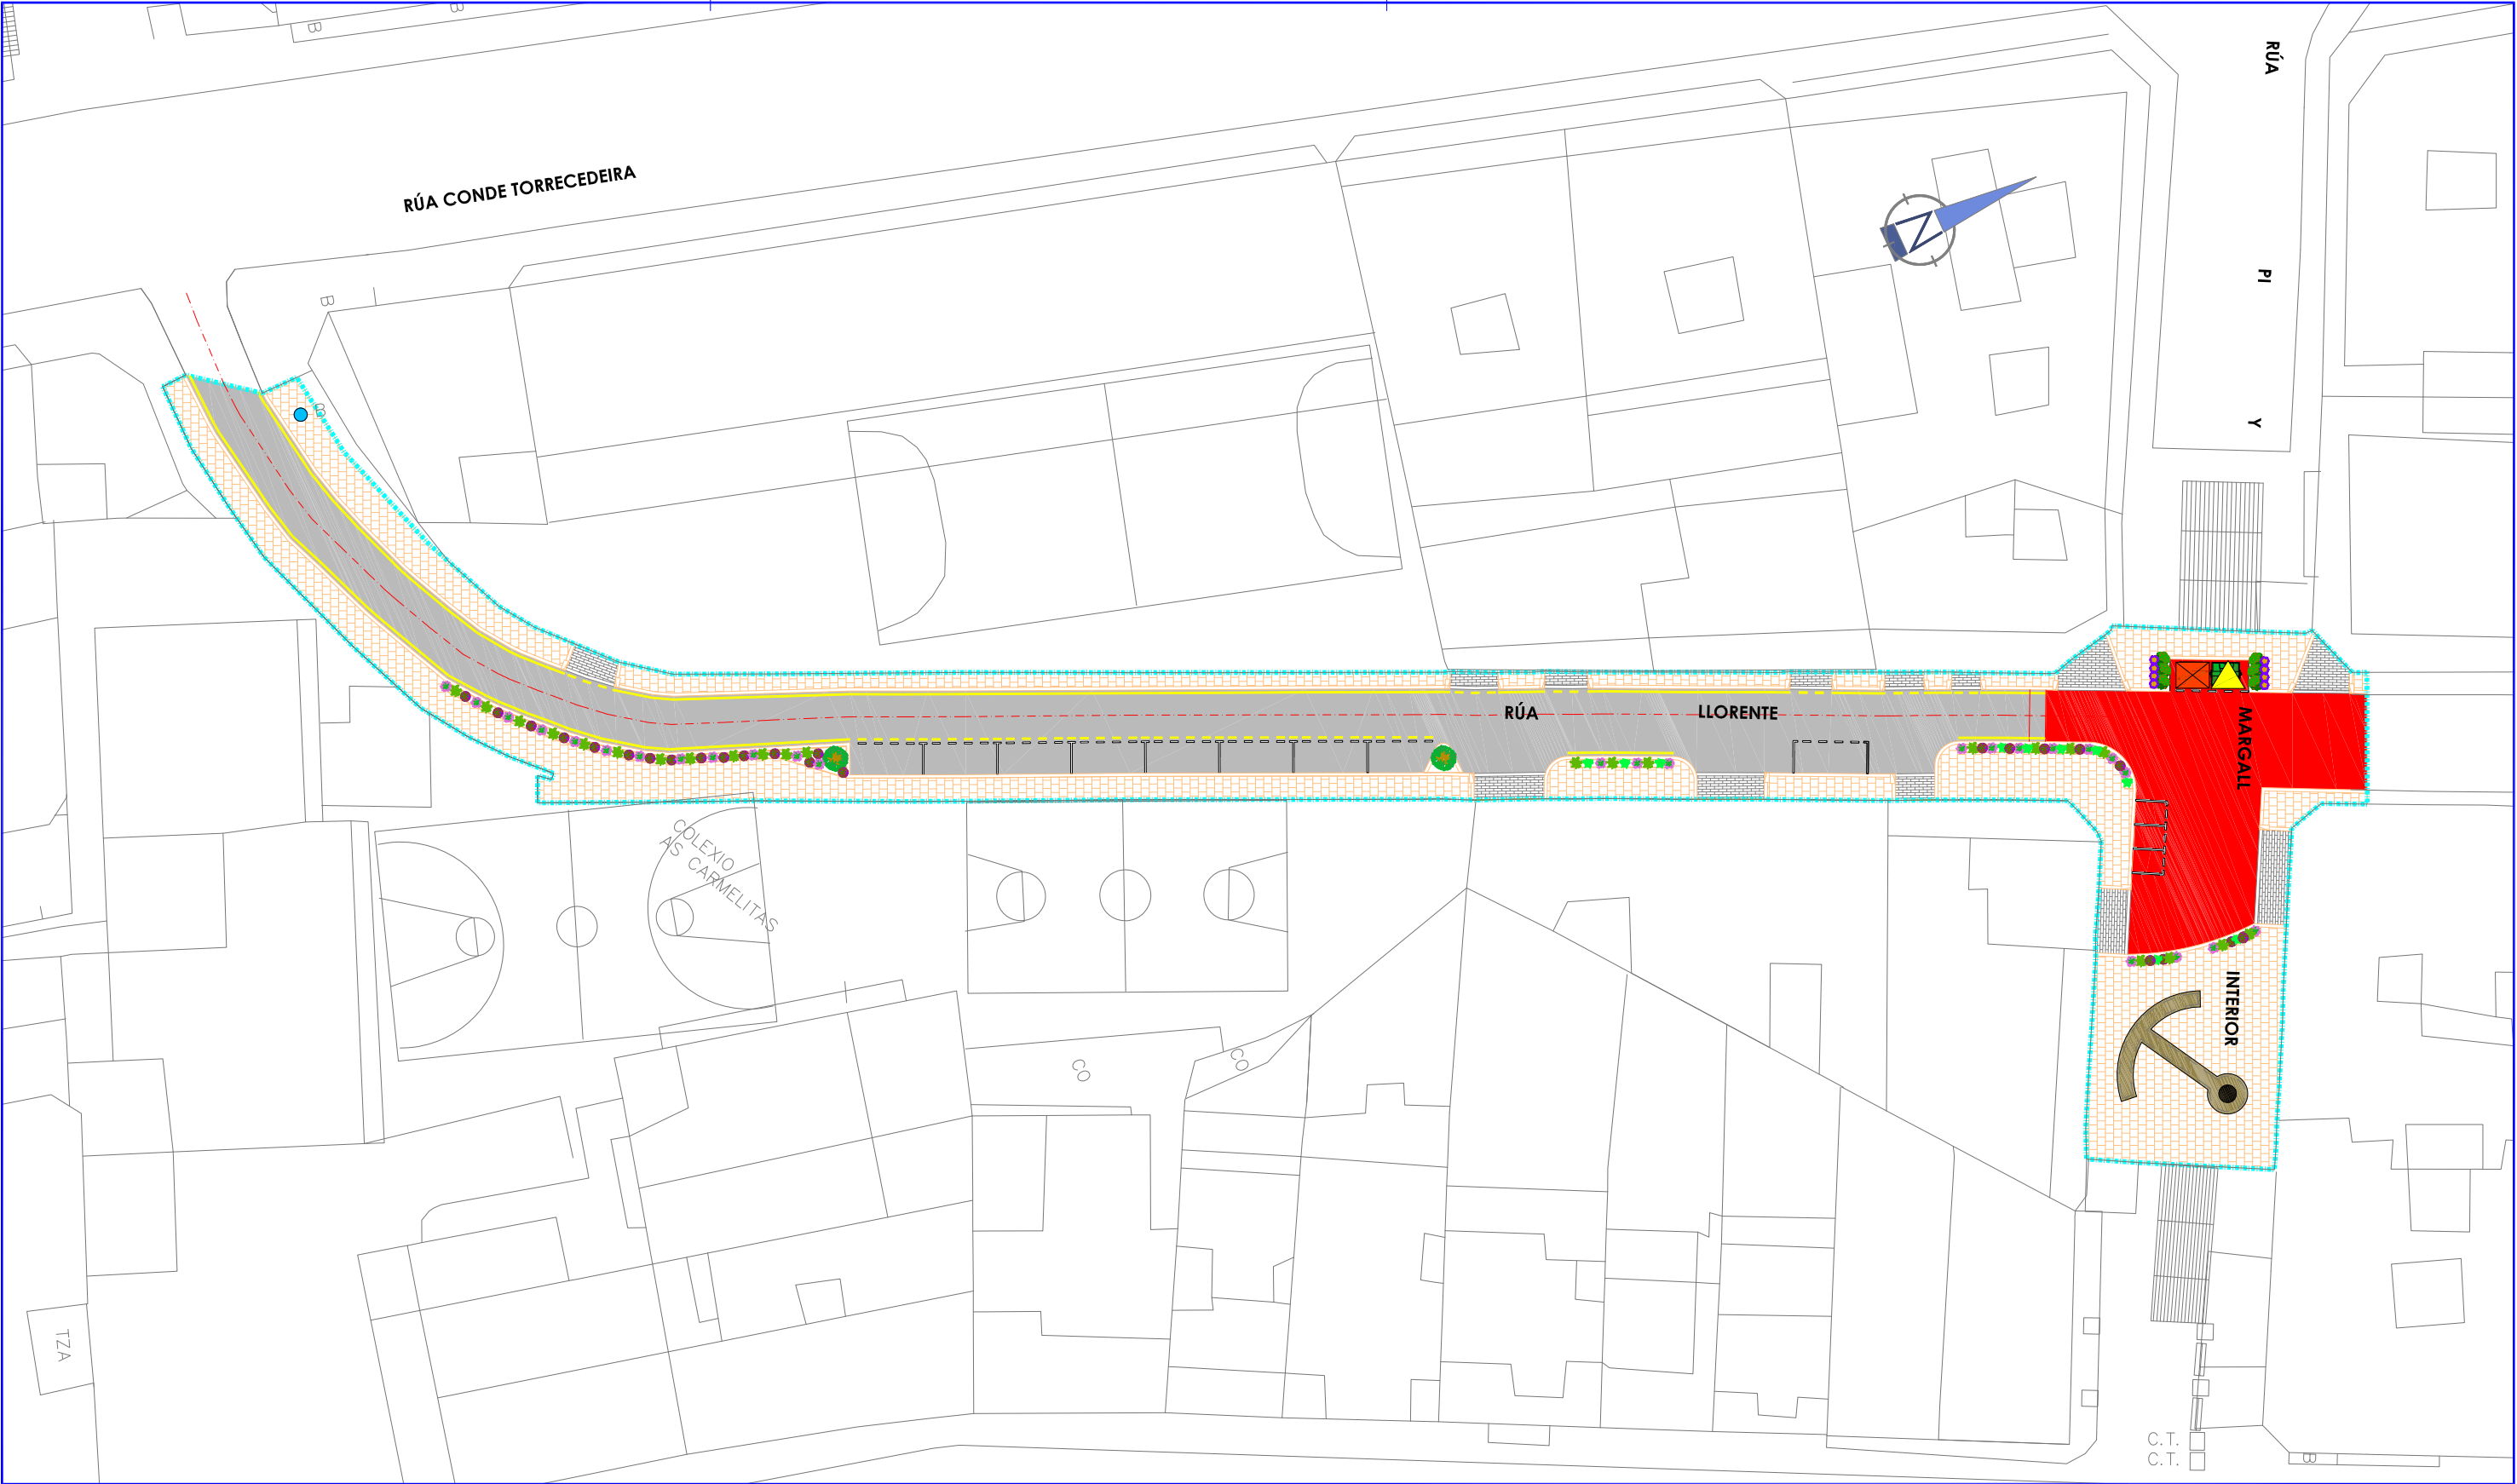 B
B
RÚA
RÚA CONDE TORRECEDEIRA
N
PI
B
B
Y
RÚA LLORENTE
MARGALL
COLEXIO
AS CARMELITAS
INTERIOR
CO
CO
TZA
C.T.
C.T.
B